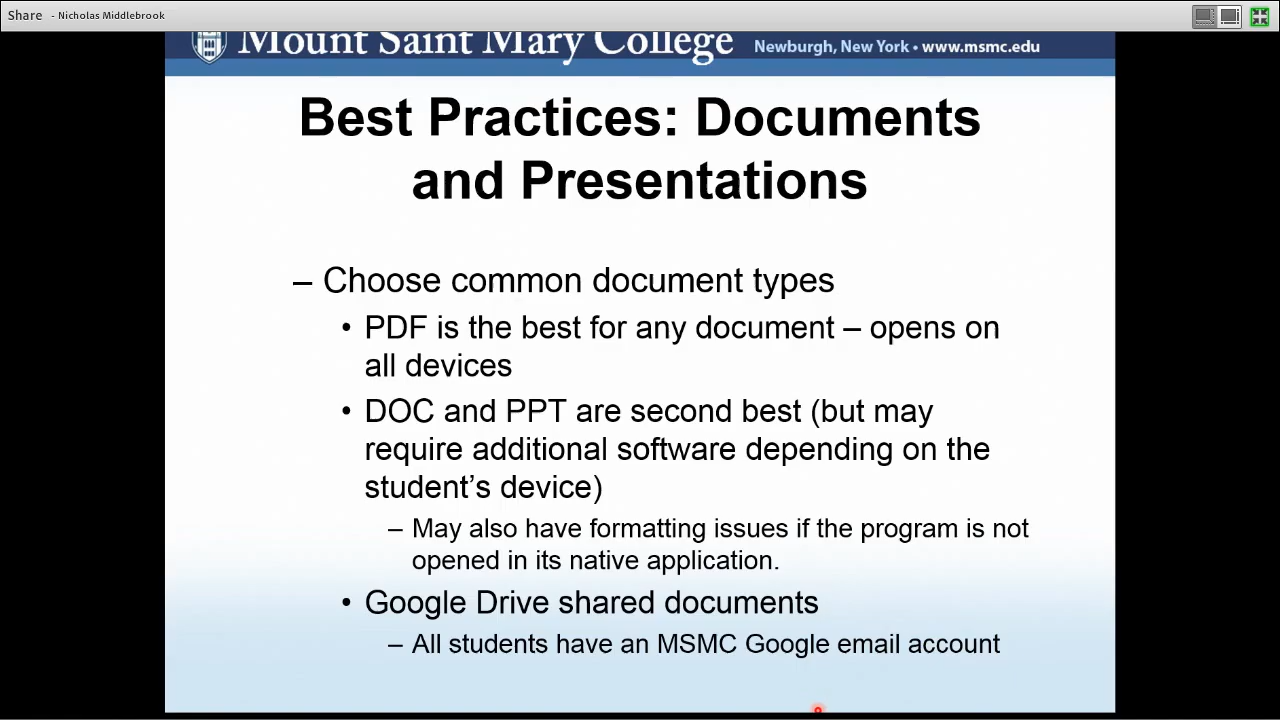 Share - Nicholas Middlebrook
Mount Saint Mary College Newburgh, New York • www.msmc.edu
Best Practices: Documents
and Presentations
– Choose common document types
• PDF is the best for any document – opens on
all devices
• DOC and PPT are second best (but may
require additional software depending on the
student’s device)
– May also have formatting issues if the program is not
opened in its native application.
• Google Drive shared documents
– All students have an MSMC Google email account